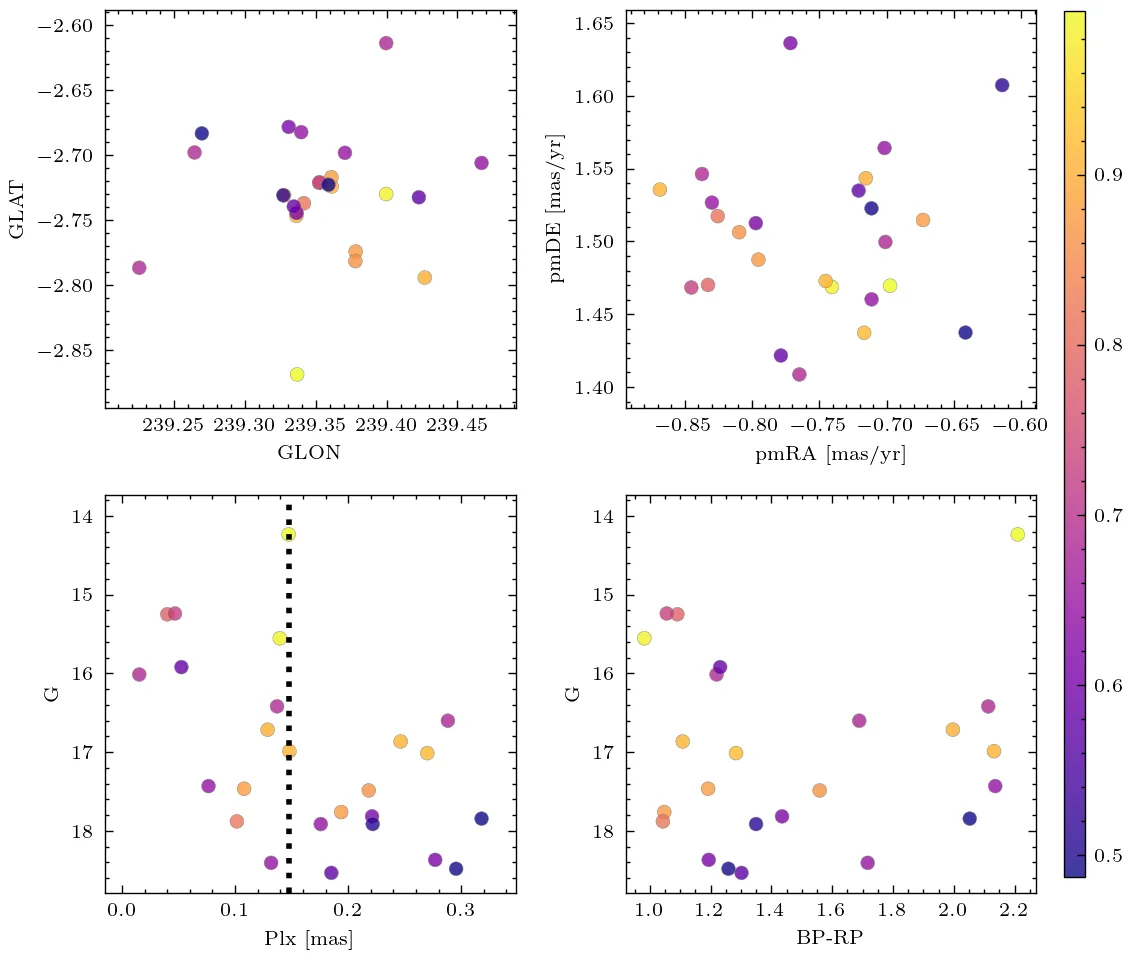 −2.60
−2.65
−2.70
−2.75
−2.80
−2.85
GLAT
239.25 239.30 239.35 239.40 239.45
GLON
1.65
1.60
1.55
1.50
1.45
1.40
pmDE [mas/yr]
−0.85 −0.80 −0.75 −0.70 −0.65 −0.60
pmRA [mas/yr]
14
15
16
17
18
G
0.0 0.1 0.2 0.3
Plx [mas]
14
15
16
17
18
G
1.0 1.2 1.4 1.6 1.8 2.0 2.2
BP-RP
0.9
0.8
0.7
0.6
0.5